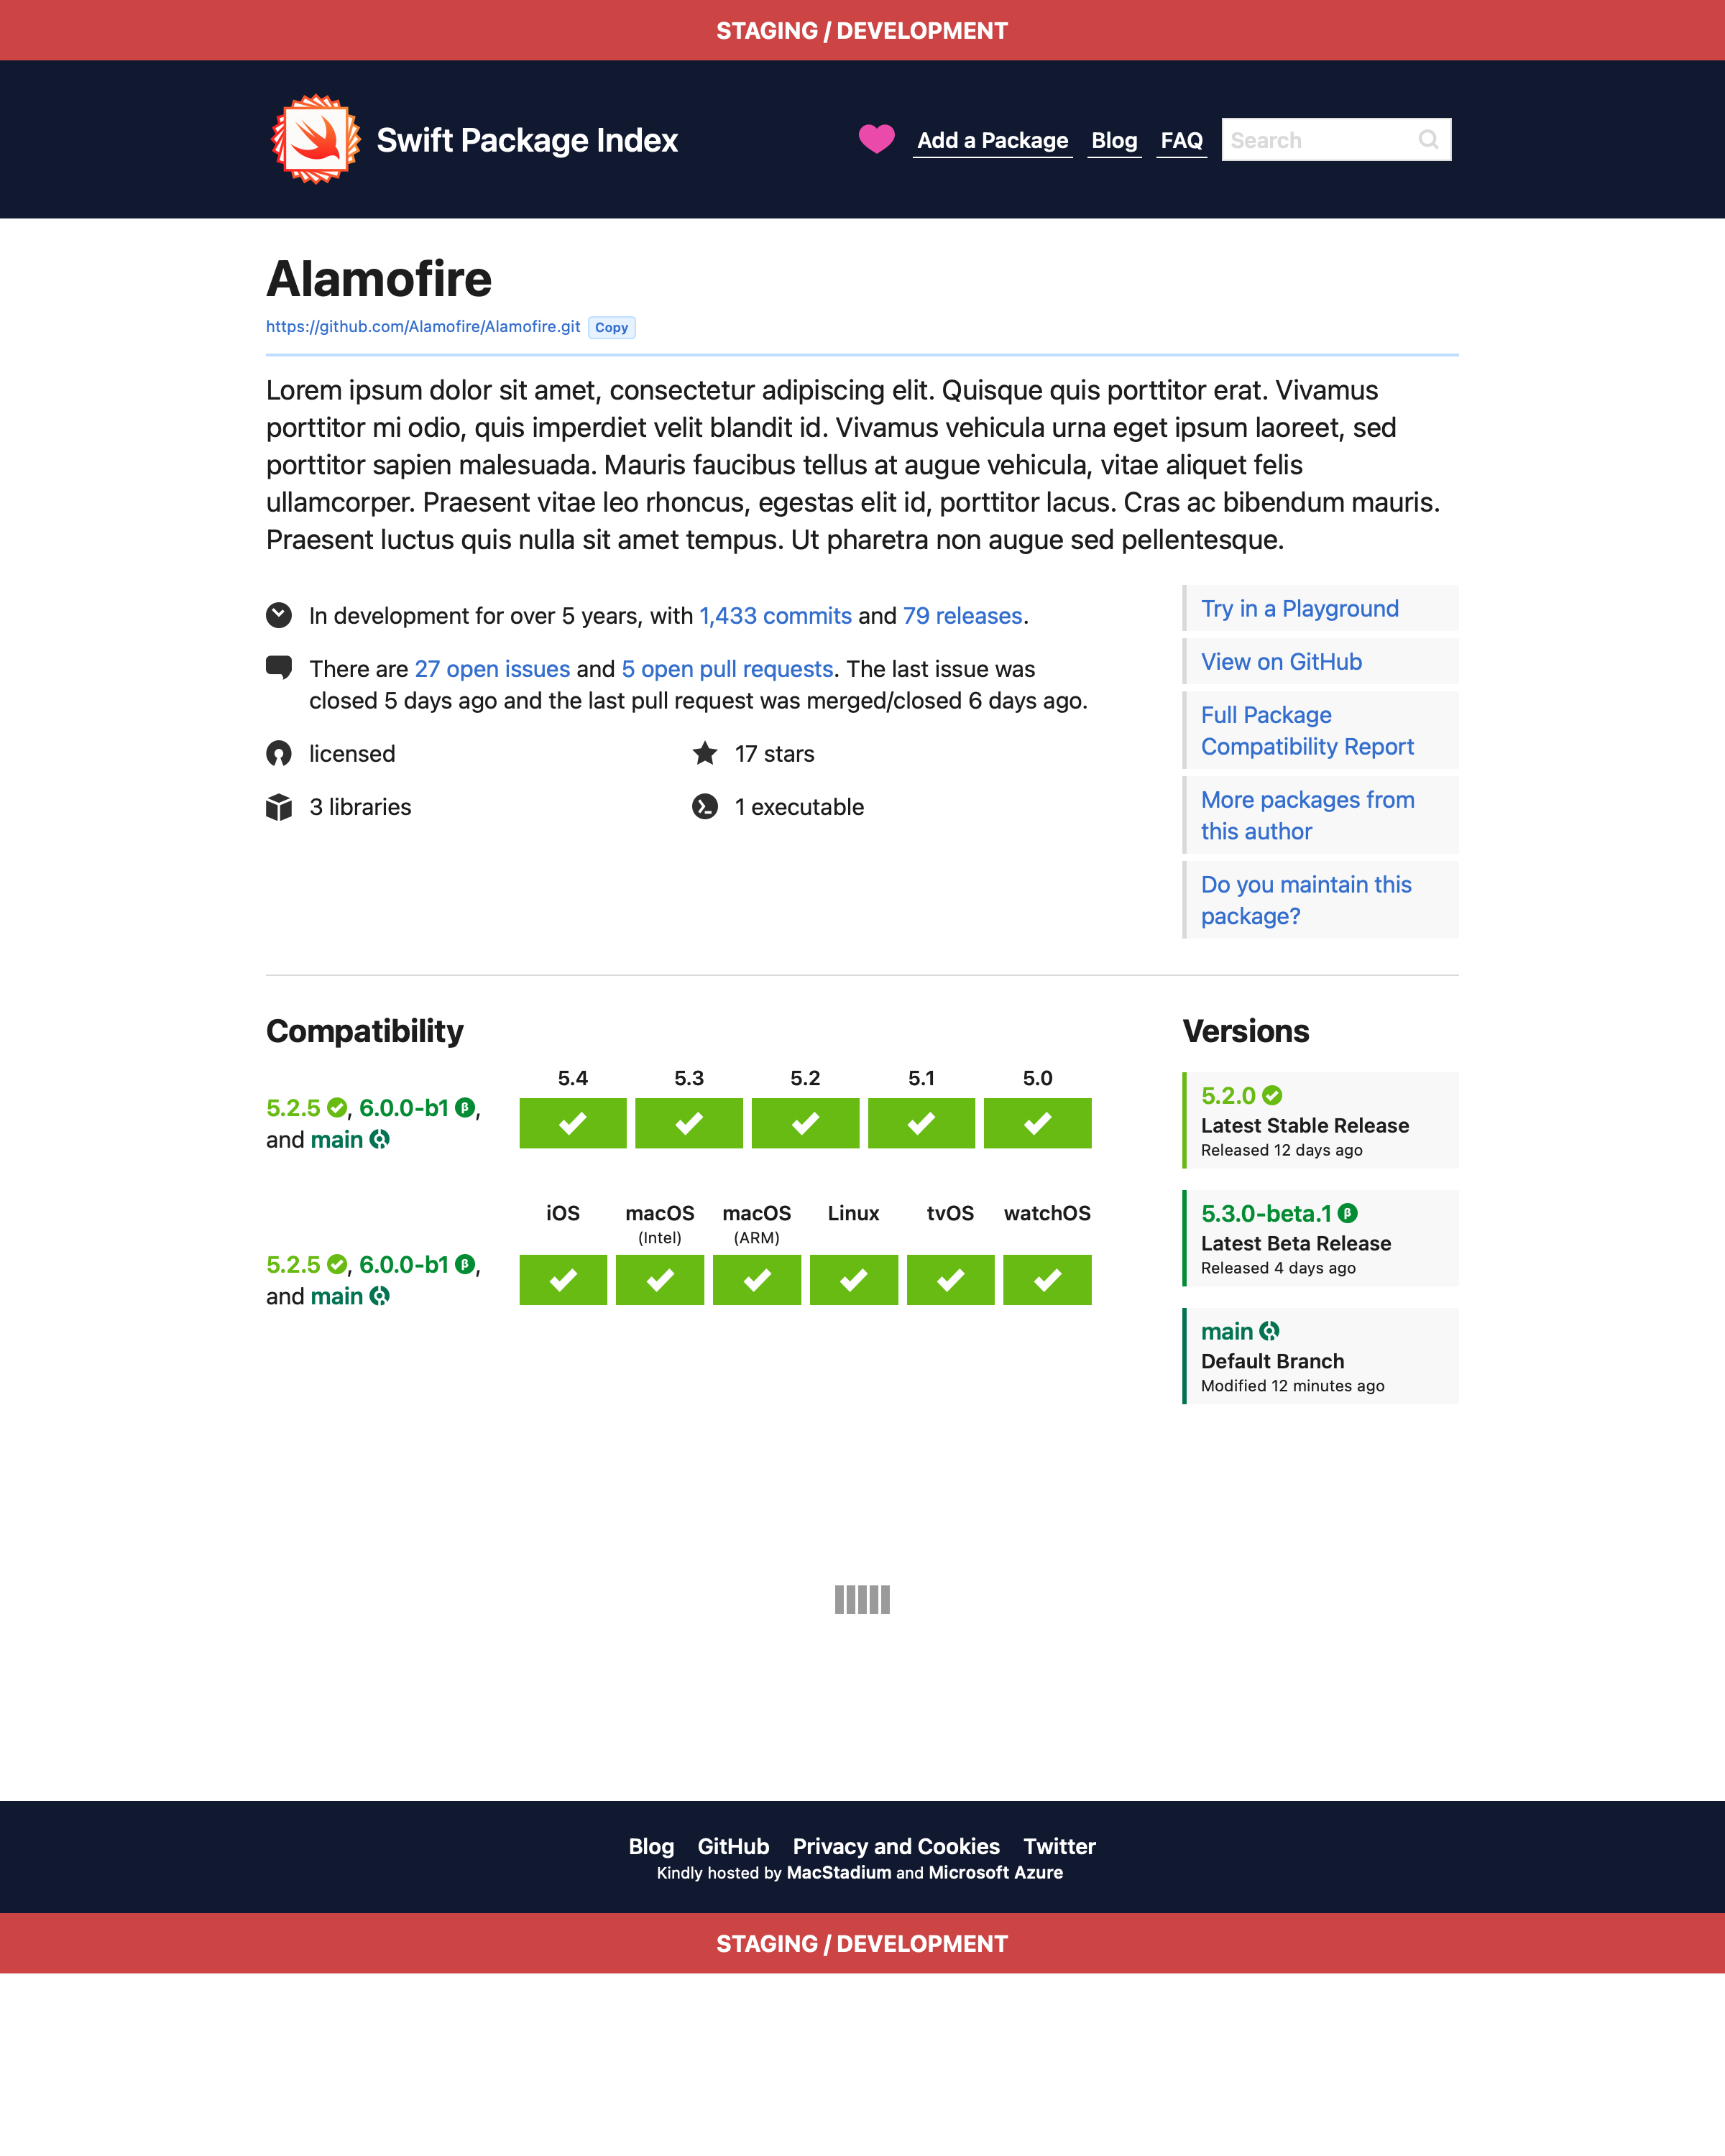 STAGING / DEVELOPMENT
Swift Package Index
Add a Package Blog FAQ Search
Alamofire
https://github.com/Alamofire/Alamofire.git Copy
Lorem ipsum dolor sit amet, consectetur adipiscing elit. Quisque quis porttitor erat. Vivamus
porttitor mi odio, quis imperdiet velit blandit id. Vivamus vehicula urna eget ipsum laoreet, sed
porttitor sapien malesuada. Mauris faucibus tellus at augue vehicula, vitae aliquet felis
ullamcorper. Praesent vitae leo rhoncus, egestas elit id, porttitor lacus. Cras ac bibendum mauris.
Praesent luctus quis nulla sit amet tempus. Ut pharetra non augue sed pellentesque.
In development for over 5 years, with 1,433 commits and 79 releases.
There are 27 open issues and 5 open pull requests. The last issue was
closed 5 days ago and the last pull request was merged/closed 6 days ago.
licensed
17 stars
3 libraries
1 executable
Try in a Playground
View on GitHub
Full Package
Compatibility Report
More packages from
this author
Do you maintain this
package?
Compatibility
5.4 5.3 5.2 5.1 5.0
5.2.5, 6.0.0-b1 β,
and main
iOS macOS macOS Linux tvOS watchOS
(Intel) (ARM)
5.2.5, 6.0.0-b1 β,
and main
Versions
5.2.0
Latest Stable Release
Released 12 days ago
5.3.0-beta.1 β
Latest Beta Release
Released 4 days ago
main
Default Branch
Modified 12 minutes ago
Blog GitHub Privacy and Cookies Twitter
Kindly hosted by MacStadium and Microsoft Azure
STAGING / DEVELOPMENT